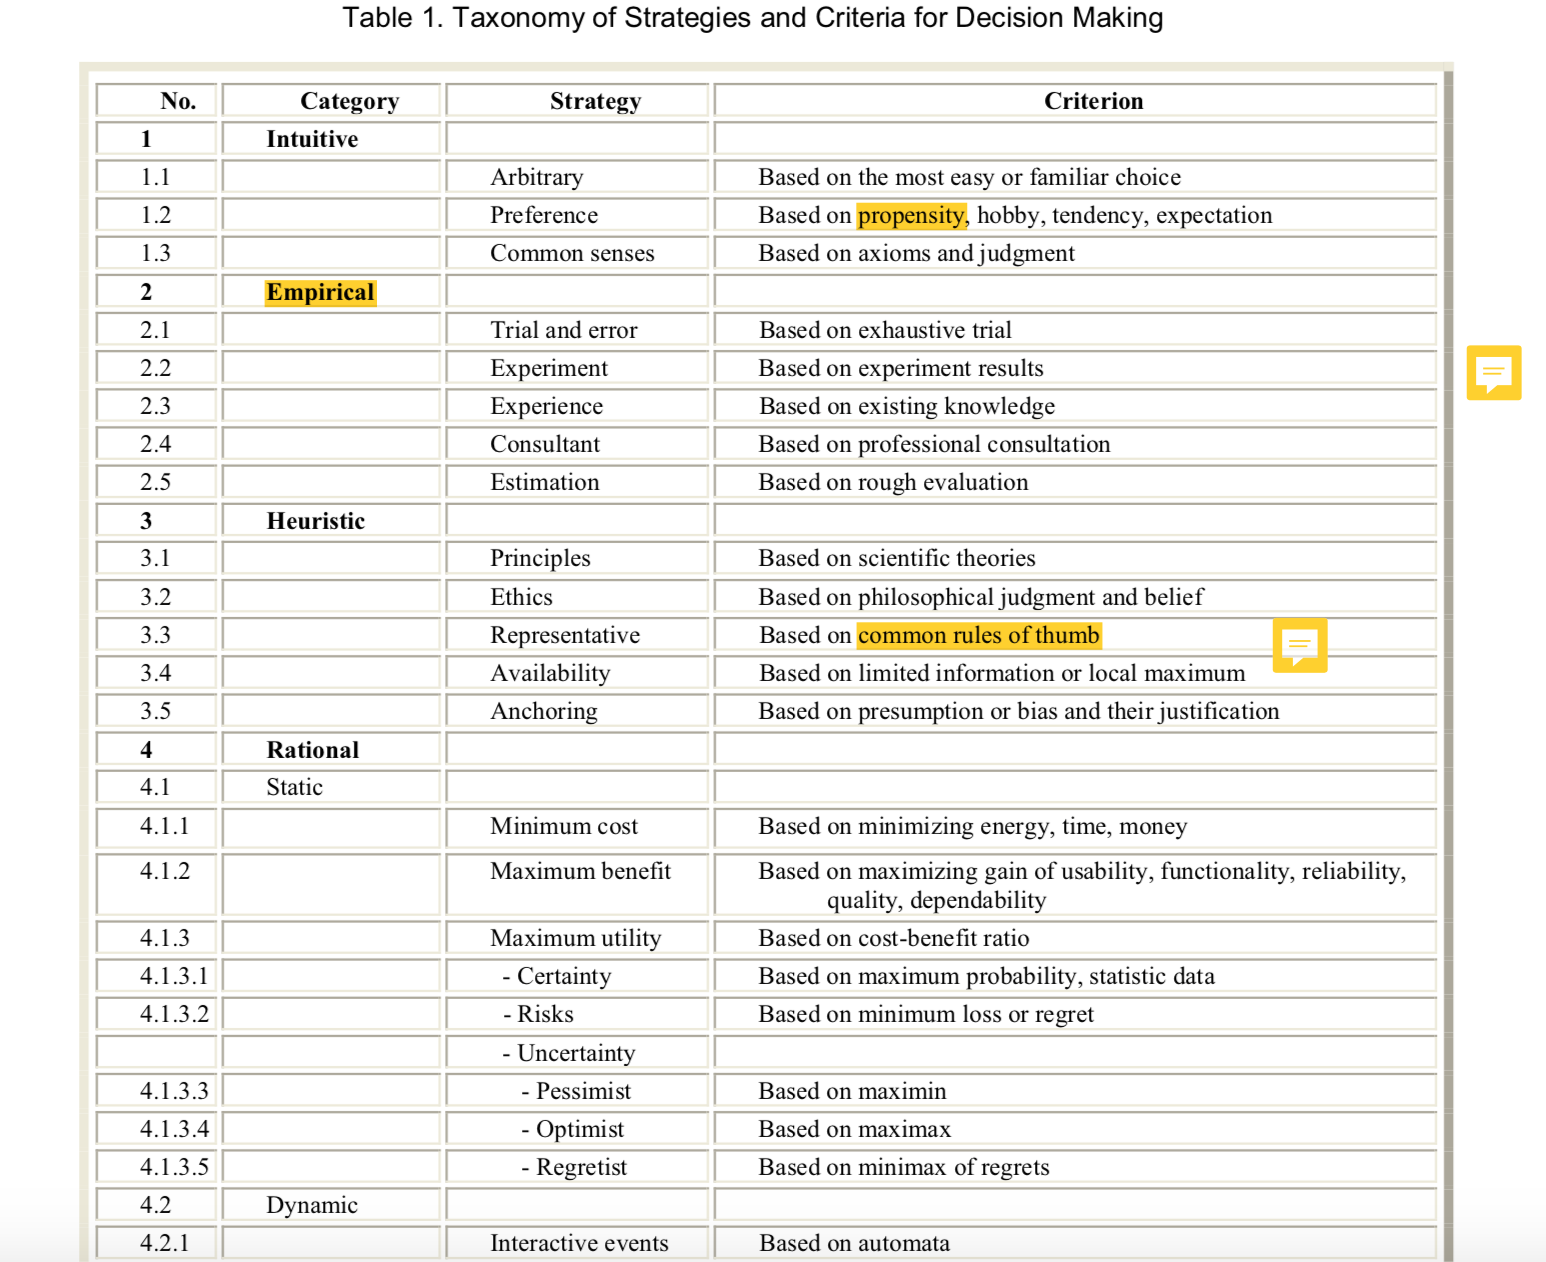 Table 1. Taxonomy of Strategies and Criteria for Decision Making
No. Category Strategy Criterion
1 Intuitive
1.1 Arbitrary Based on the most easy or familiar choice
1.2 Preference Based on propensity, hobby, tendency, expectation
1.3 Common senses Based on axioms and judgment
2 Empirical
2.1 Trial and error Based on exhaustive trial
2.2 Experiment Based on experiment results
2.3 Experience Based on existing knowledge
2.4 Consultant Based on professional consultation
2.5 Estimation Based on rough evaluation
3 Heuristic
3.1 Principles Based on scientific theories
3.2 Ethics Based on philosophical judgment and belief
3.3 Representative Based on common rules of thumb
3.4 Availability Based on limited information or local maximum
3.5 Anchoring Based on presumption or bias and their justification
4 Rational
4.1 Static
4.1.1 Minimum cost Based on minimizing energy, time, money
4.1.2 Maximum benefit Based on maximizing gain of usability, functionality, reliability,
quality, dependability
4.1.3 Maximum utility Based on cost-benefit ratio
4.1.3.1 - Certainty Based on maximum probability, statistic data
4.1.3.2 - Risks Based on minimum loss or regret
- Uncertainty
4.1.3.3 - Pessimist Based on maximin
4.1.3.4 - Optimist Based on maximax
4.1.3.5 - Regretist Based on minimax of regrets
4.2 Dynamic
4.2.1 Interactive events Based on automata